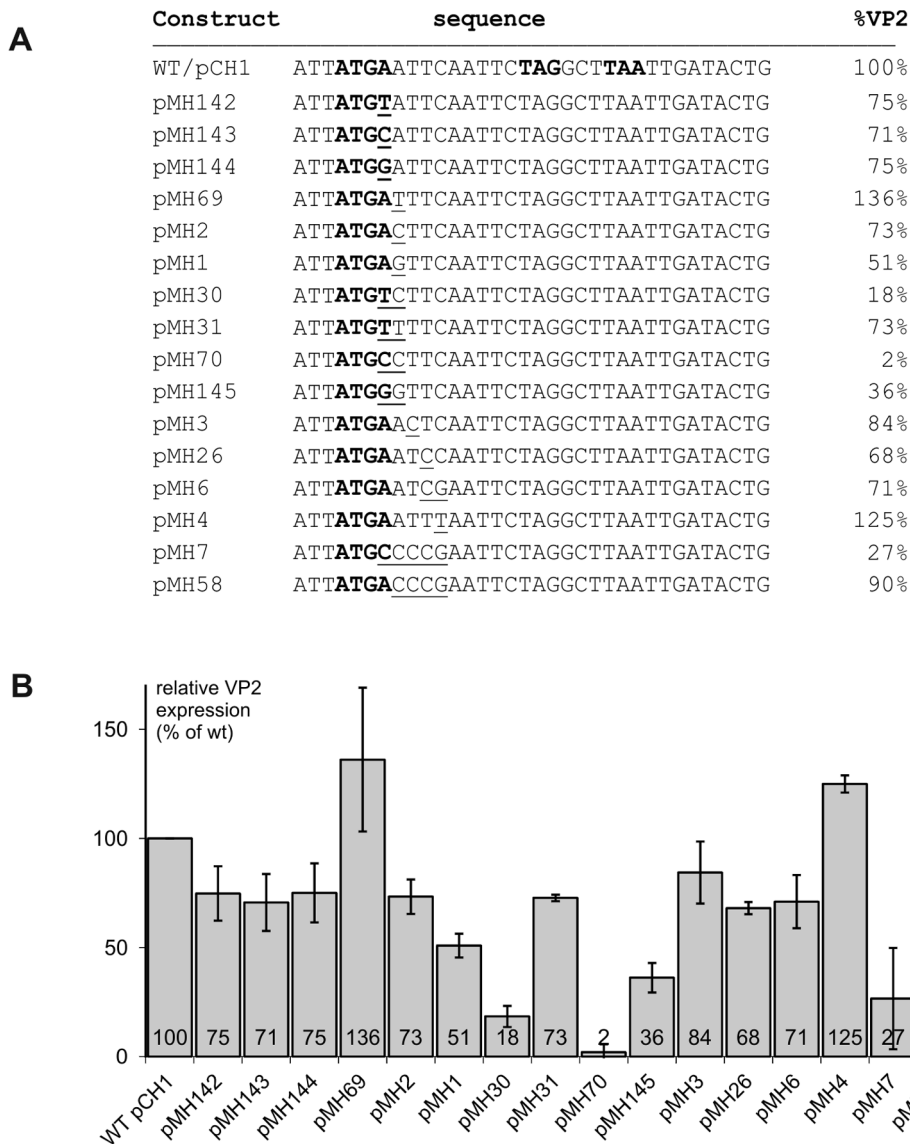 A
Construct sequence %VP2
WT/pCH1 ATTATGAATTCAATTCTAGGCTTAATTGATACTG 100%
pMH142 ATTATGTATTCAATTCTAGGCTTAATTGATACTG 75%
pMH143 ATTATGCATTCAATTCTAGGCTTAATTGATACTG 71%
pMH144 ATTATGGATTCAATTCTAGGCTTAATTGATACTG 75%
pMH69 ATTATGATTTCAATTCTAGGCTTAATTGATACTG 136%
pMH2 ATTATGACTTCAATTCTAGGCTTAATTGATACTG 73%
pMH1 ATTATGAGTTCAATTCTAGGCTTAATTGATACTG 51%
pMH30 ATTATGTCTTCAATTCTAGGCTTAATTGATACTG 18%
pMH31 ATTATGTTTTCAATTCTAGGCTTAATTGATACTG 73%
pMH70 ATTATGCCTTCAATTCTAGGCTTAATTGATACTG 2%
pMH145 ATTATGGGTTCAATTCTAGGCTTAATTGATACTG 36%
pMH3 ATTATGAACTCAATTCTAGGCTTAATTGATACTG 84%
pMH26 ATTATGAATCCAATTCTAGGCTTAATTGATACTG 68%
pMH6 ATTATGAATCGAATTCTAGGCTTAATTGATACTG 71%
pMH4 ATTATGAATTTAATTCTAGGCTTAATTGATACTG 125%
pMH7 ATTATGCCCCGAATTCTAGGCTTAATTGATACTG 27%
pMH58 ATTATGACCCGAATTCTAGGCTTAATTGATACTG 90%
B
relative VP2
expression
(% of wt)
150
100
50
0
100 75 71 75 136 73 51 18 73 2 36 84 68 71 125 27
WT pCH1 pMH142 pMH143 pMH144 pMH69 pMH2 pMH1 pMH30 pMH31 pMH70 pMH145 pMH3 pMH26 pMH6 pMH4 pMH7